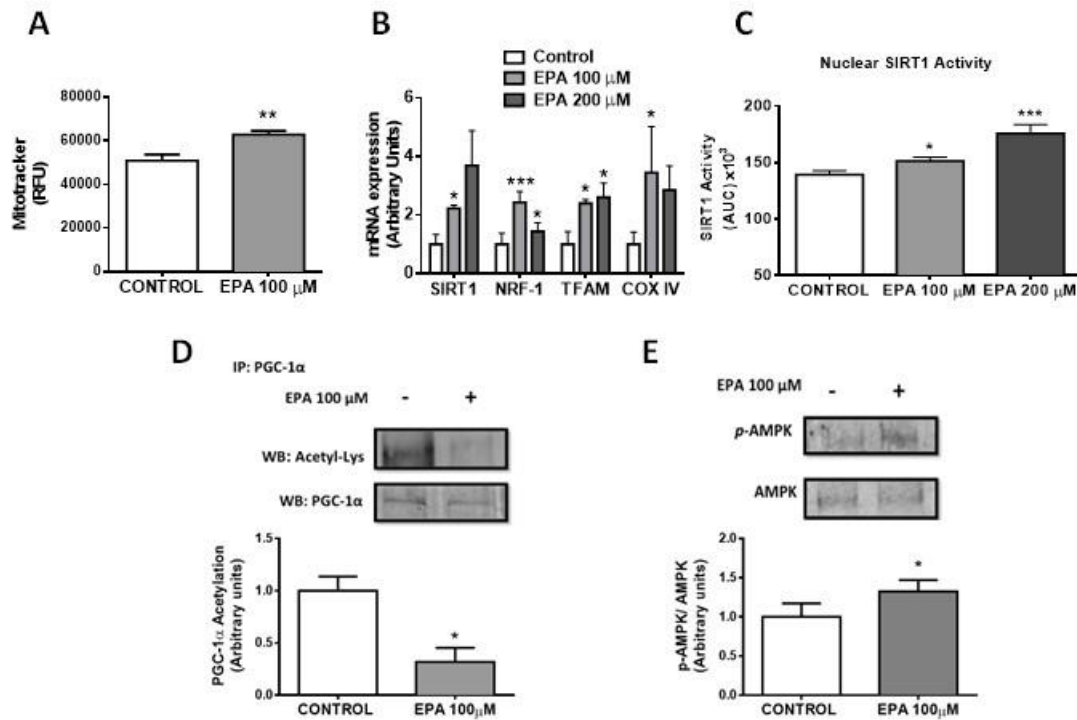 A
Mitotracker
(RFU)
80000
60000
40000
20000
0
**
CONTROL
EPA 100 µM
B
Control
EPA 100 µM
EPA 200 µM
mRNA expression
(Arbitrary Units)
6
4
2
0
*
***
*
*
*
*
SIRT1
NRF-1
TFAM
COX IV
C
Nuclear SIRT1 Activity
SIRT1 Activity
(AUC) x10³
200
150
100
50
*
***
CONTROL
EPA 100 µM
EPA 200 µM
D
IP: PGC-1α
EPA 100 µM - +
WB: Acetyl-Lys
WB: PGC-1α
PGC-1α Acetylation
(Arbitrary units)
1.5
1.0
0.5
0.0
*
CONTROL
EPA 100µM
E
EPA 100 µM - +
p-AMPK
AMPK
p-AMPK/ AMPK
(Arbitrary units)
2.0
1.5
1.0
0.5
0.0
*
CONTROL
EPA 100µM